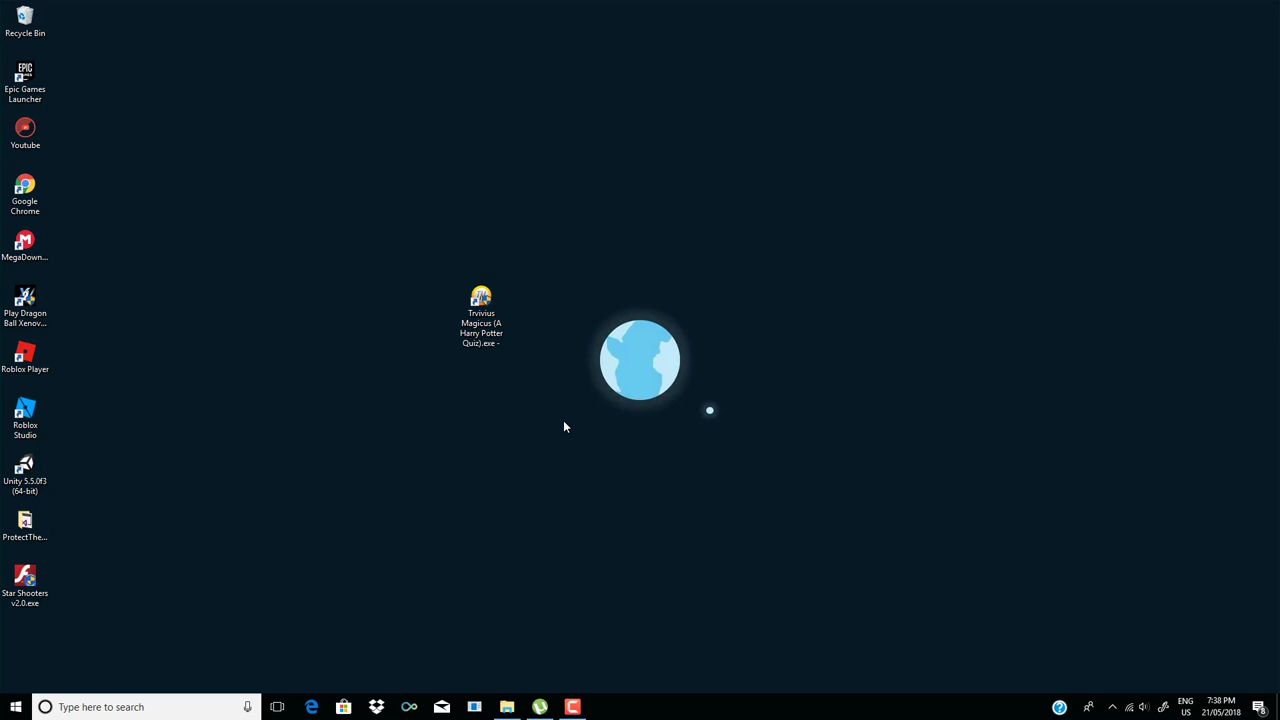 Recycle Bin
EPIC
GAMES
Epic Games
Launcher
Youtube
Google
Chrome
M
MegaDown...
Play Dragon
Ball Xenov...
Roblox Player
Roblox
Studio
Unity 5.5.0f3
(64-bit)
ProtectThe...
Star Shooters
v2.0.exe
Trvivius
Magicus (A
Harry Potter
Quiz).exe -
Type here to search
ENG
US
7:38 PM
21/05/2018
8